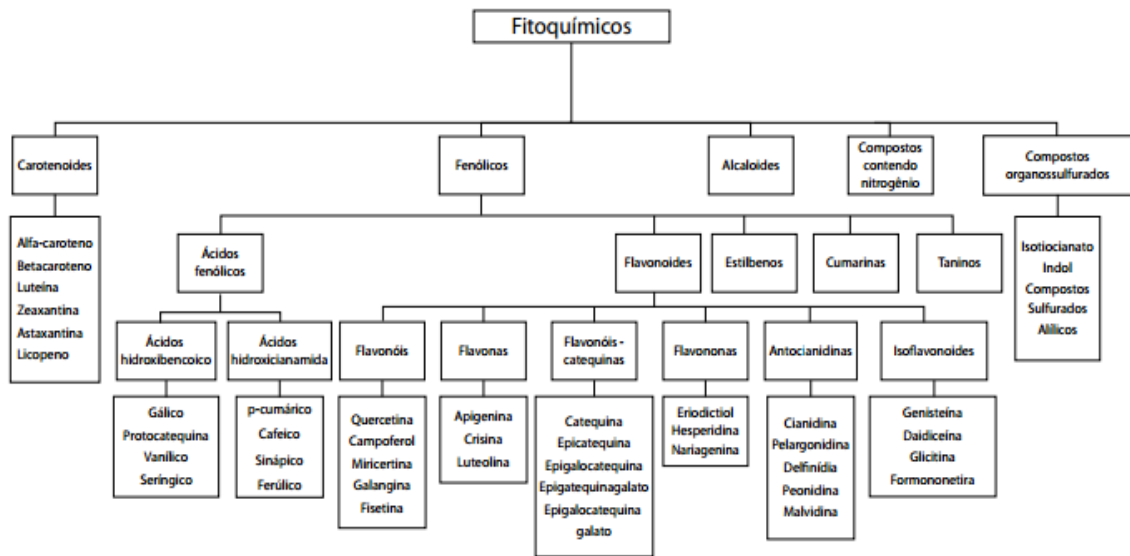 Fitoquímicos
Carotenoides
Fenólicos
Alcaloides
Compostos
contendo
nitrogênio
Compostos
organossulfurados
Alfa-caroteno
Betacaroteno
Luteína
Zeaxantina
Astaxantina
Licopeno
Ácidos
fenólicos
Flavonoides
Estilbenos
Cumarinas
Taninos
Isotiocianato
Indol
Compostos
Sulfurados
Alílicos
Ácidos
hidroxibencoico
Ácidos
hidroxicianamida
Flavonóis
Flavonas
Flavonóis -
catequinas
Flavononas
Antocianidinas
Isoflavonoides
Gálico
Protocatequina
Vanílico
Seríngico
p-cumárico
Cafeico
Sinápico
Ferúlico
Quercetina
Campoferol
Miricertina
Galangina
Fisetina
Apigenina
Crisina
Luteolina
Catequina
Epicatequina
Epigalocatequina
Epigatequinagalato
Epigalocatequina
galato
Eriodictiol
Hesperidina
Nariagenina
Cianidina
Pelargonidina
Delfinídia
Peonidina
Malvidina
Genisteína
Daidiceína
Glicitina
Formononetira